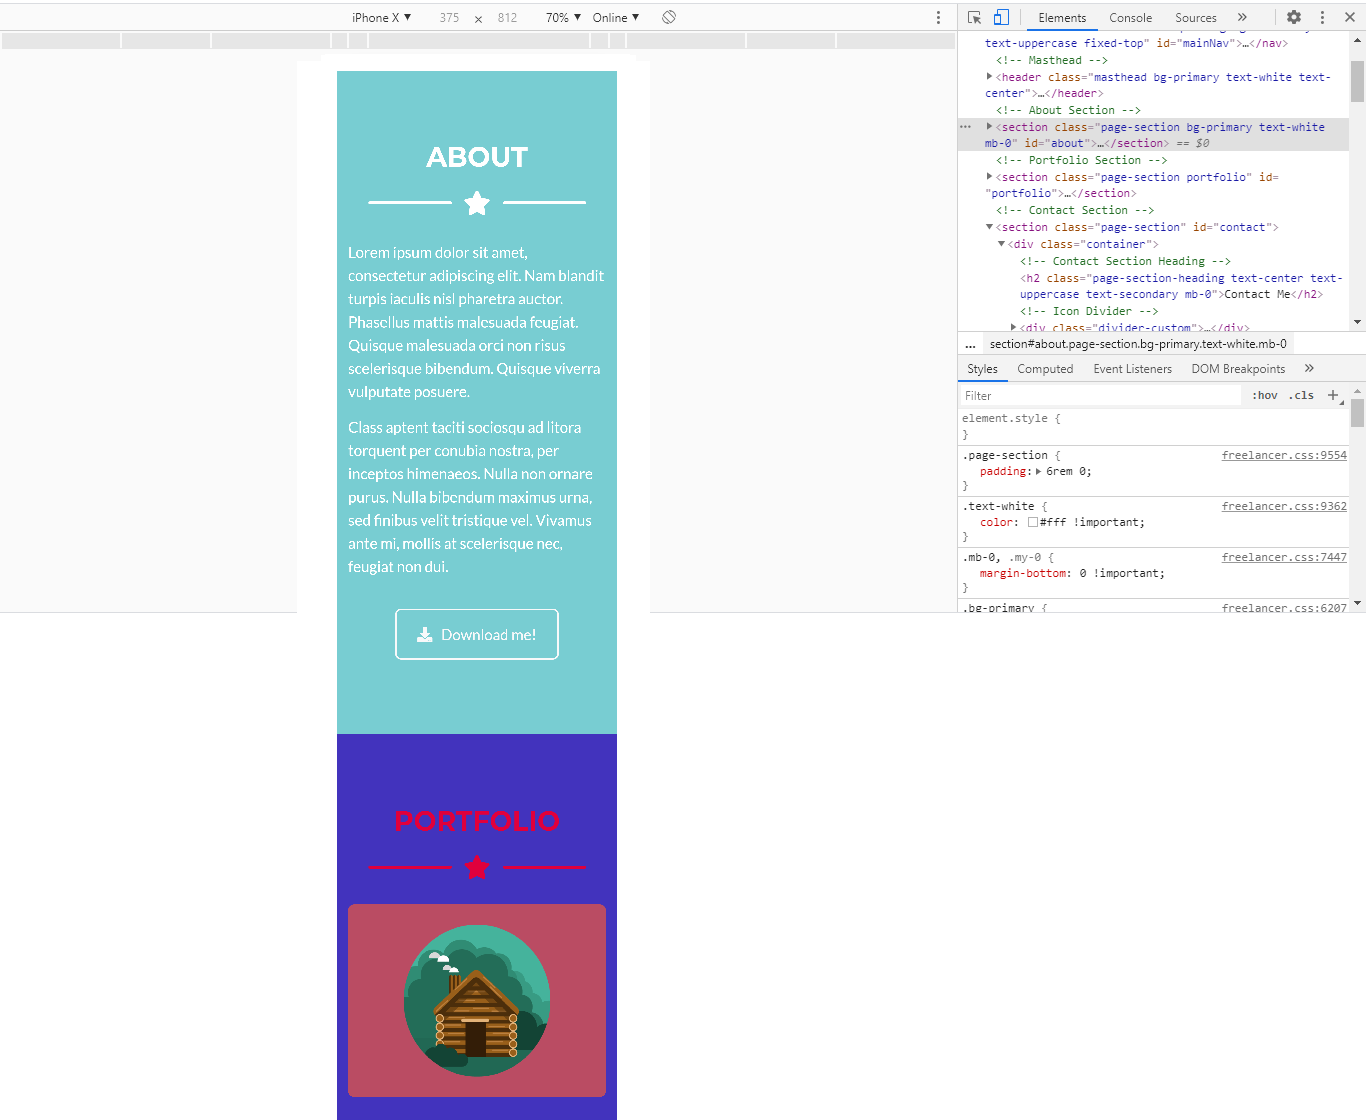 iPhone X ▼ 375 × 812 70% ▼ Online ▼
Elements Console Sources »
text-uppercase fixed-top" id="mainNav">…</nav>
<!-- Masthead -->
▶<header class="masthead bg-primary text-white text-
center">…</header>
<!-- About Section -->
… ▶<section class="page-section bg-primary text-white
mb-0" id="about">…</section> == $0
<!-- Portfolio Section -->
▶<section class="page-section portfolio" id=
"portfolio">…</section>
<!-- Contact Section -->
▼<section class="page-section" id="contact">
▼<div class="container">
<!-- Contact Section Heading -->
<h2 class="page-section-heading text-center text-
uppercase text-secondary mb-0">Contact Me</h2>
<!-- Icon Divider -->
▶<div class="divider-custom">…</div>
... section#about.page-section.bg-primary.text-white.mb-0
Styles Computed Event Listeners DOM Breakpoints »
Filter :hov .cls +
element.style {
}
.page-section { freelancer.css:9554
padding:▶ 6rem 0;
}
.text-white { freelancer.css:9362
color: #fff !important;
}
.mb-0, .my-0 { freelancer.css:7447
margin-bottom: 0 !important;
}
.bg-primary { freelancer.css:6207
ABOUT
Lorem ipsum dolor sit amet,
consectetur adipiscing elit. Nam blandit
turpis iaculis nisl pharetra auctor.
Phasellus mattis malesuada feugiat.
Quisque malesuada orci non risus
scelerisque bibendum. Quisque viverra
vulputate posuere.
Class aptent taciti sociosqu ad litora
torquent per conubia nostra, per
inceptos himenaeos. Nulla non ornare
purus. Nulla bibendum maximus urna,
sed finibus velit tristique vel. Vivamus
ante mi, mollis at scelerisque nec,
feugiat non dui.
Download me!
PORTFOLIO